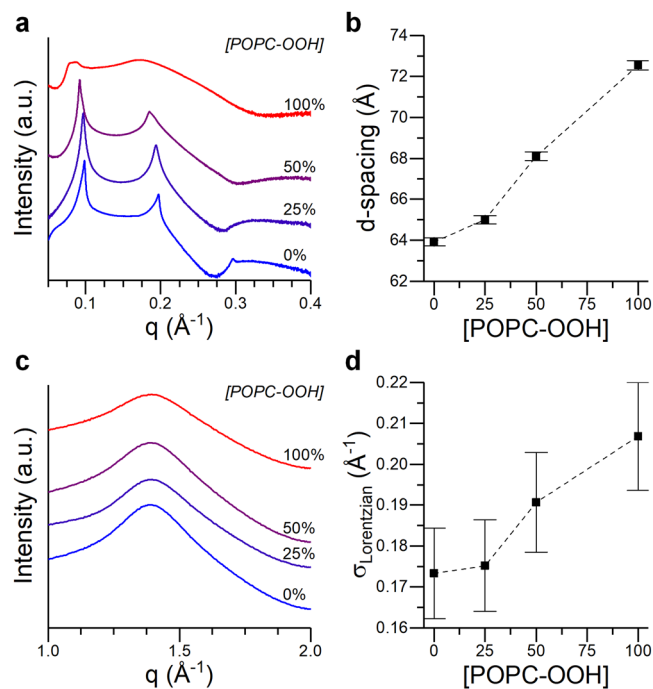 a
[POPC-OOH]
100%
50%
25%
0%
Intensity (a.u.)
0.1
0.2
0.3
0.4
q (Å⁻¹)
b
74
72
70
68
66
64
62
d-spacing (Å)
0
25
50
75
100
[POPC-OOH]
c
[POPC-OOH]
100%
50%
25%
0%
Intensity (a.u.)
1.0
1.5
2.0
q (Å⁻¹)
d
0.22
0.21
0.20
0.19
0.18
0.17
0.16
σLorentzian (Å⁻¹)
0
25
50
75
100
[POPC-OOH]